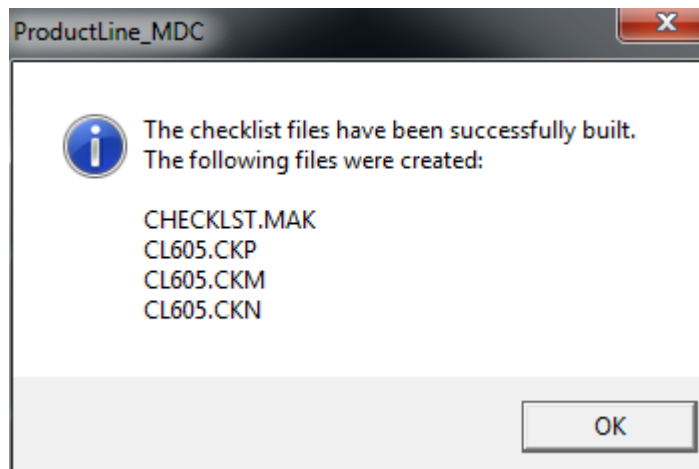 ProductLine_MDC
The checklist files have been successfully built.
The following files were created:
CHECKLST.MAK
CL605.CKP
CL605.CKM
CL605.CKN
OK